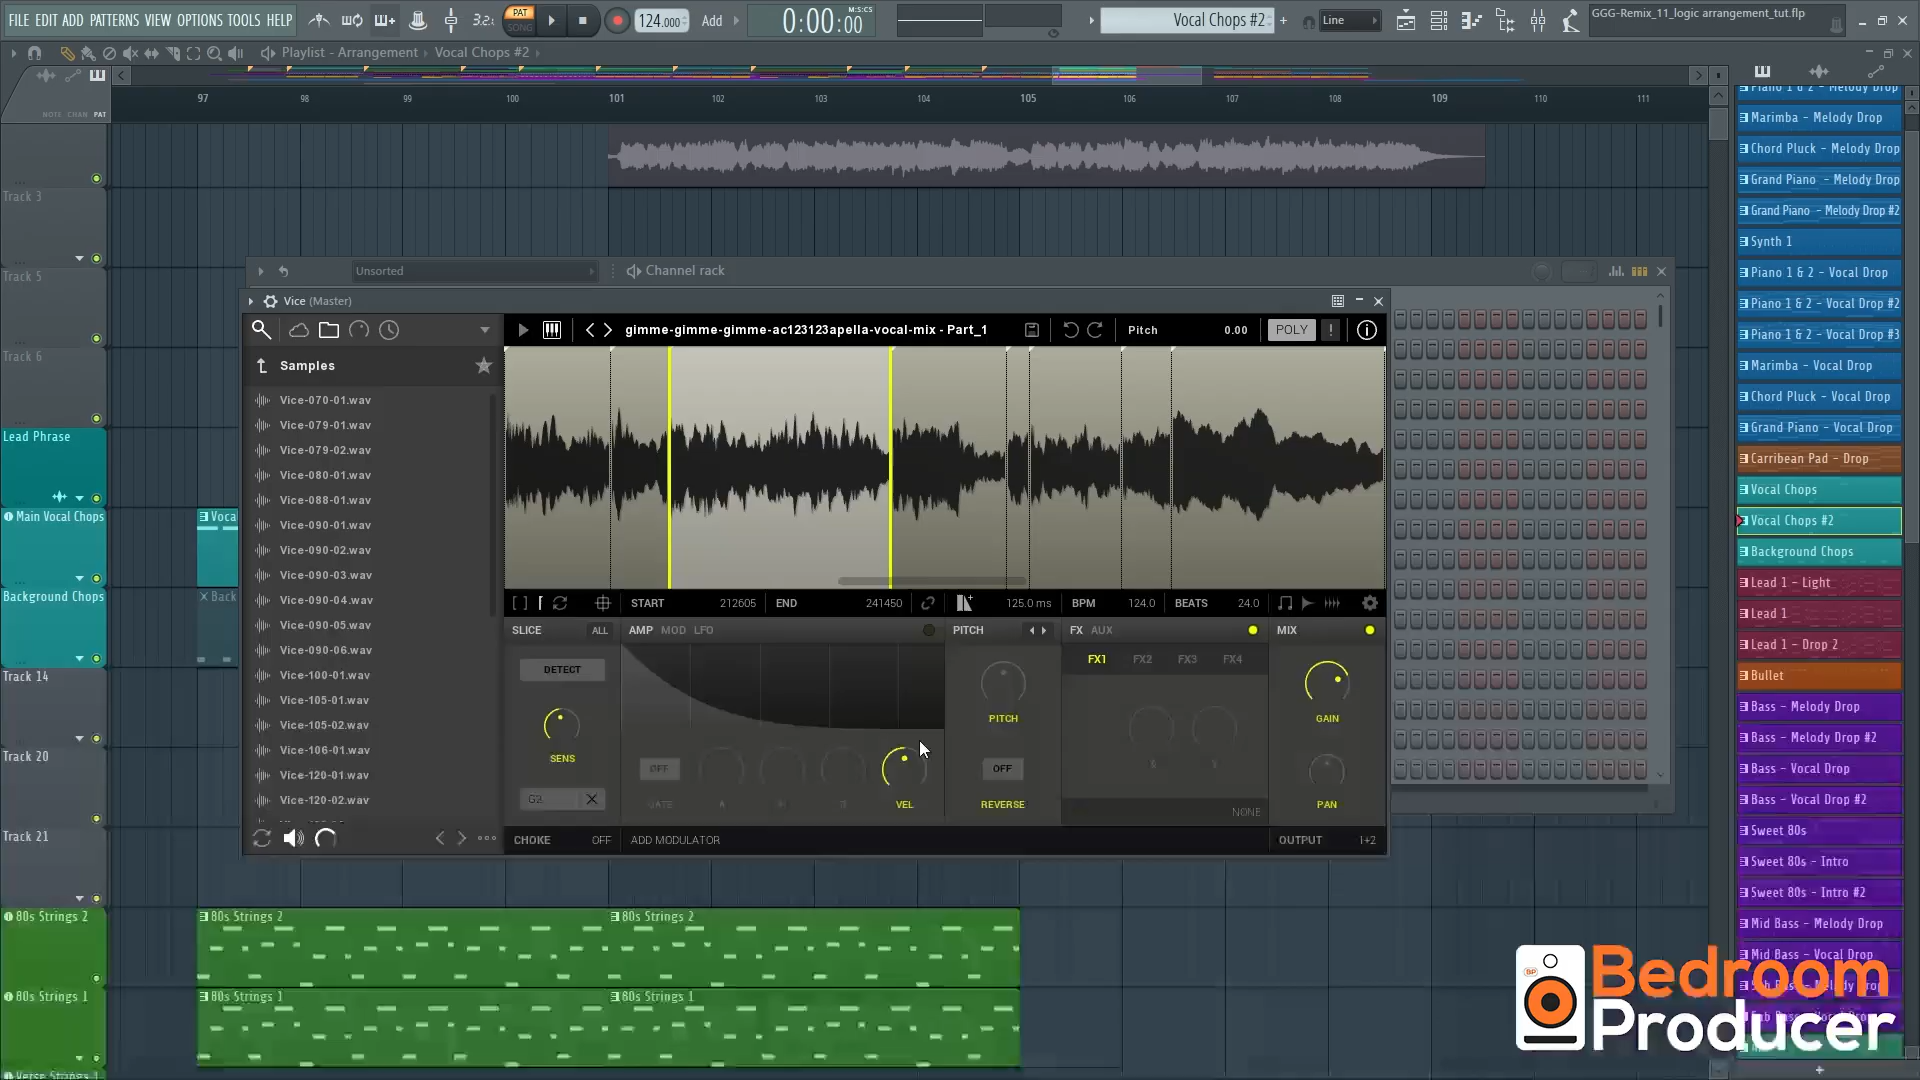 FILE EDIT ADD PATTERNS VIEW OPTIONS TOOLS HELP
3.2:
PAT
SONG
124.000
Add
0:00:00
M:S:CS
Vocal Chops #2
Line
GGG-Remix_11_logic arrangement_tut.flp
Playlist - Arrangement
Vocal Chops #2
NOTE CHAN PAT
97 98 99 100 101 102 103 104 105 106 107 108 109 110 111
Track 3
Track 5
Track 6
Lead Phrase
Main Vocal Chops
Voca
Background Chops
Back
Track 14
Track 20
Track 21
80s Strings 2
80s Strings 2
80s Strings 2
80s Strings 1
80s Strings 1
80s Strings 1
Verse Strings 1
Unsorted
Channel rack
Vice (Master)
gimme-gimme-gimme-ac123123apella-vocal-mix - Part_1
Pitch 0.00
POLY
Samples
Vice-070-01.wav
Vice-079-01.wav
Vice-079-02.wav
Vice-080-01.wav
Vice-088-01.wav
Vice-090-01.wav
Vice-090-02.wav
Vice-090-03.wav
Vice-090-04.wav
Vice-090-05.wav
Vice-090-06.wav
Vice-100-01.wav
Vice-105-01.wav
Vice-105-02.wav
Vice-106-01.wav
Vice-120-01.wav
Vice-120-02.wav
START 212605
END 241450
125.0 ms
BPM 124.0
BEATS 24.0
SLICE ALL
AMP MOD LFO
PITCH
FX AUX
MIX
DETECT
FX1 FX2 FX3 FX4
SENS
PITCH
GAIN
OFF
OFF
VEL
REVERSE
NONE
PAN
CHOKE OFF
ADD MODULATOR
OUTPUT 1+2
Piano 1 & 2 - Melody Drop
Marimba - Melody Drop
Chord Pluck - Melody Drop
Grand Piano - Melody Drop
Grand Piano - Melody Drop #2
Synth 1
Piano 1 & 2 - Vocal Drop
Piano 1 & 2 - Vocal Drop #2
Piano 1 & 2 - Vocal Drop #3
Marimba - Vocal Drop
Chord Pluck - Vocal Drop
Grand Piano - Vocal Drop
Carribean Pad - Drop
Vocal Chops
Vocal Chops #2
Background Chops
Lead 1 - Light
Lead 1
Lead 1 - Drop 2
Bullet
Bass - Melody Drop
Bass - Melody Drop #2
Bass - Vocal Drop
Bass - Vocal Drop #2
Sweet 80s
Sweet 80s - Intro
Sweet 80s - Intro #2
Mid Bass - Melody Drop
Mid Bass - Vocal Drop
BP
Bedroom
Producer